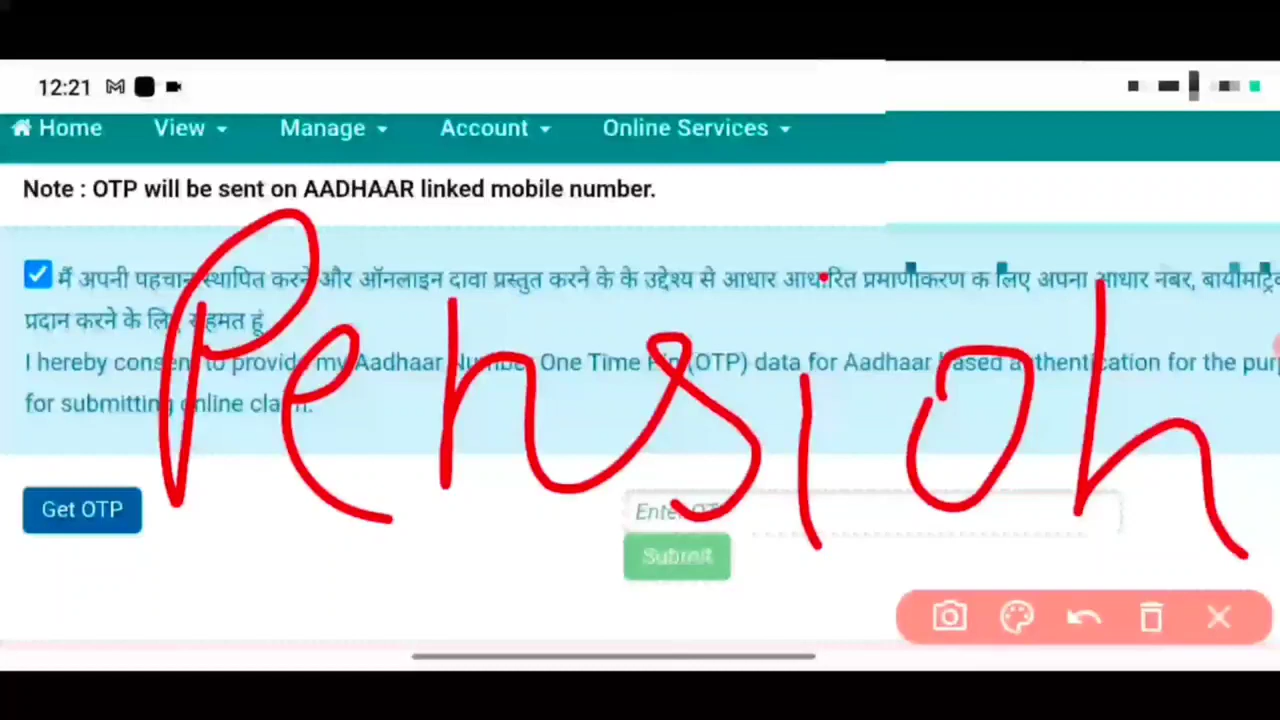 12:21
Home View Manage Account Online Services
Note : OTP will be sent on AADHAAR linked mobile number.
मैं अपनी पहचान स्थापित करने और ऑनलाइन दावा प्रस्तुत करने के के उद्देश्य से आधार आधारित प्रमाणीकरण के लिए अपना आधार नंबर,
प्रदान करने के लिए सहमत हूं
I hereby consent to provide my Aadhaar Number One Time Pin (OTP) data for Aadhaar based authentication for the
for submitting online claim.
Pension
Get OTP
Enter OTP
Submit